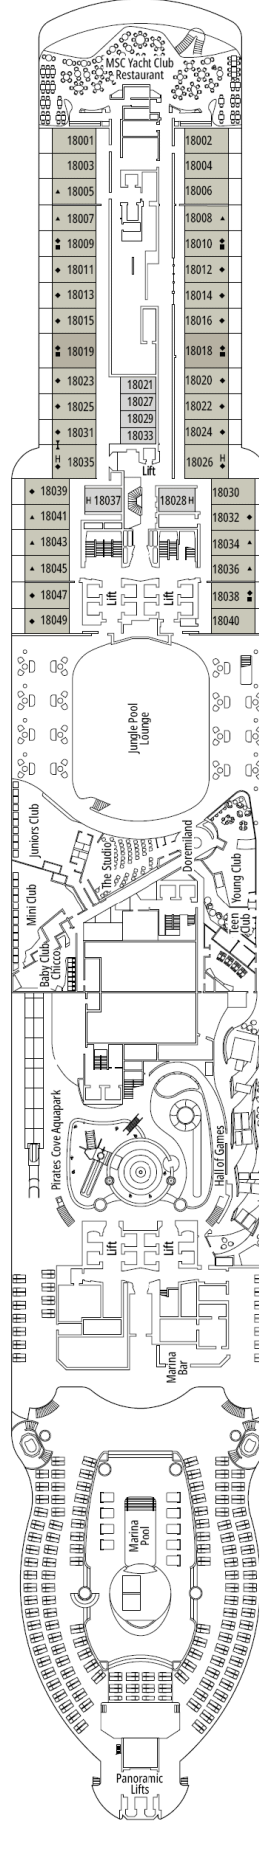 MSC Yacht Club
Restaurant
18001 18002
18003 18004
18005 18006
18007 18008
18009 18010
18011 18012
18013 18014
18015 18016
18019 18018
18023 18021 18020
18025 18027 18022
18029
18031 18033 18024
H 18035 18026 H
Lift
18039 H 18037 18028 H 18030
18041 18032
18043 18034
18045 18036
18047 18038
18049 18040
Lift Lift
Jungle Pool
Lounge
Juniors Club
The Studio
Doremiland
Mini Club
Young Club
Teen
Club
Baby Club
Chicco
Pirates Cove Aquapark
Hall of Games
Lift Lift
Marina
Bar
Marina
Pool
Panoramic
Lifts